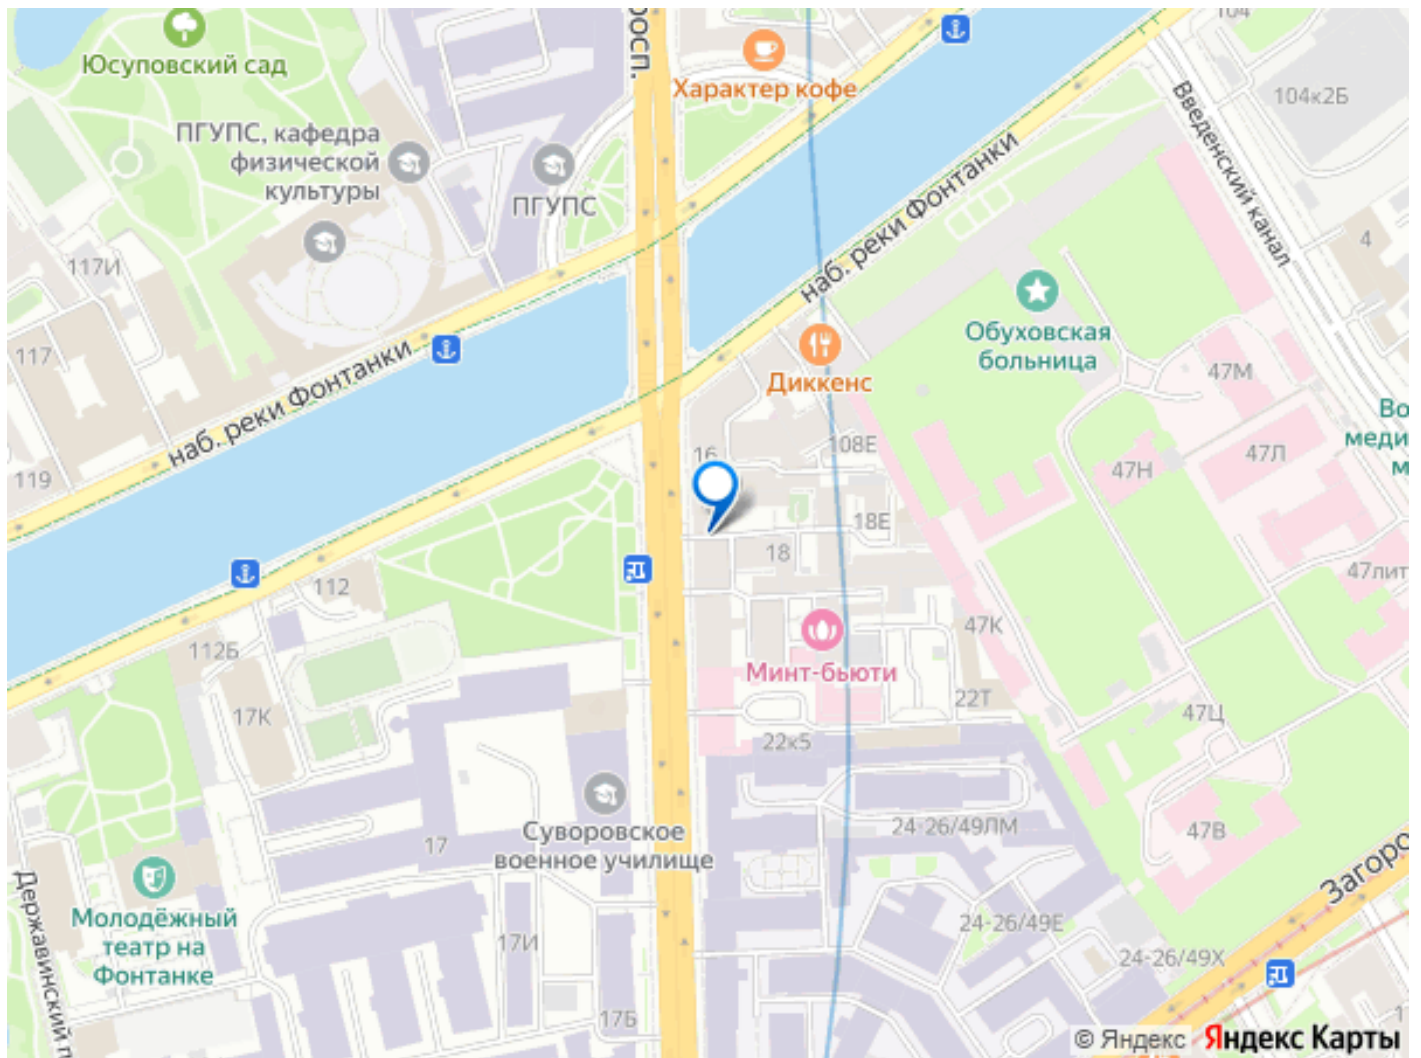 104
Юсуповский сад
Характер кофе
104к2Б
Введенский канал
ПГУПС, кафедра
физической
культуры
ПГУПС
наб. реки Фонтанки
4
117И
Обуховская
больница
117
наб. реки Фонтанки
Диккенс
47М
16
108Е
47Н
47Л
119
18Е
18
112
47лит
112Б
47К
Минт-бьюти
17К
22Т
47Ц
22к5
Суворовское
военное училище
17
24-26/49ЛМ
47В
Загоро
Державинский п
Молодёжный
театр на
Фонтанке
17И
24-26/49Е
24-26/49Х
17Б
© Яндекс
Яндекс Карты